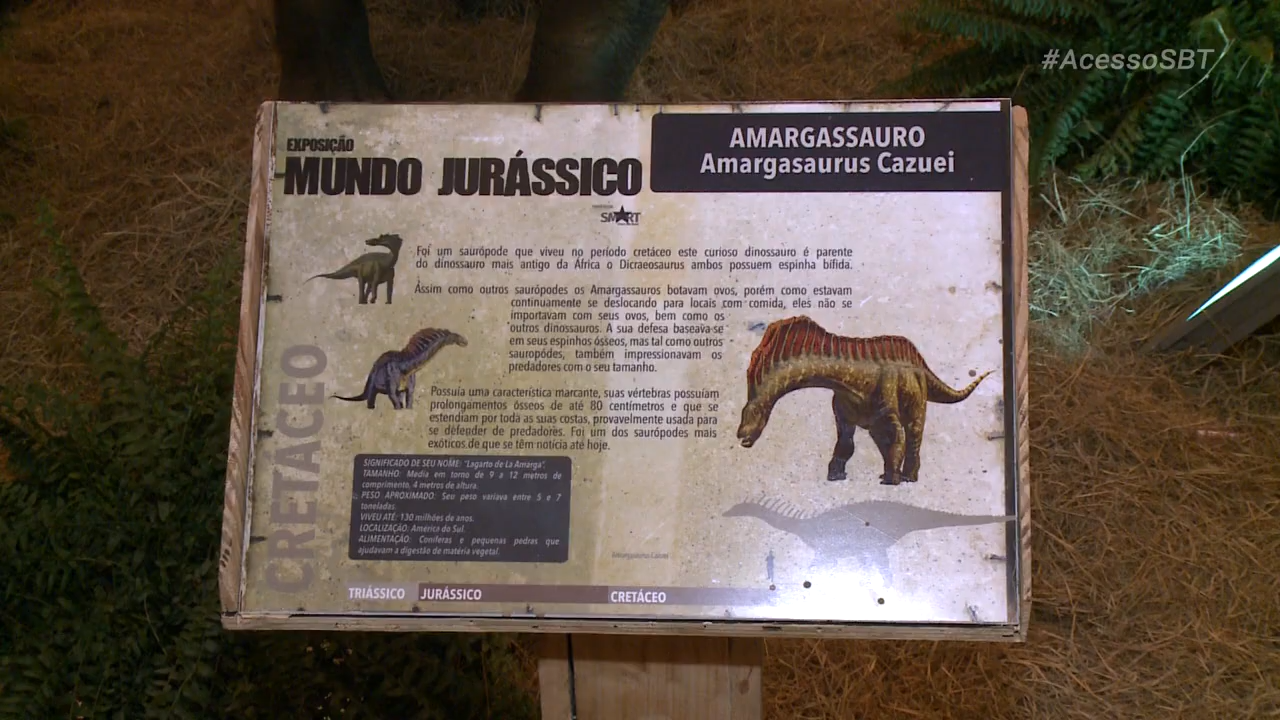 #AcessoSBT
EXPOSIÇÃO
MUNDO JURÁSSICO
AMARGASSAURO
Amargasaurus Cazuei
SMART
Foi um saurópode que viveu no período cretáceo este curioso dinossauro é parente
do dinossauro mais antigo da África o Dicraeosaurus ambos possuem espinha bífida.
Assim como outros saurópodes os Amargassauros botavam ovos, porém como estavam
continuamente se deslocando para locais com comida, eles não se
importavam com seus ovos, bem como os
outros dinossauros. A sua defesa baseava-se
em seus espinhos ósseos, mas tal como outros
saurópodes, também impressionavam os
predadores com o seu tamanho.
Possuía uma característica marcante, suas vértebras possuíam
prolongamentos ósseos de até 80 centímetros e que se
estendiam por toda as suas costas, provavelmente usada para
se defender de predadores. Foi um dos saurópodes mais
exóticos de que se têm notícia até hoje.
CRETÁCEO
SIGNIFICADO DE SEU NOME: "Lagarto de La Amarga".
TAMANHO: Media em torno de 9 a 12 metros de
comprimento, 4 metros de altura.
PESO APROXIMADO: Seu peso variava entre 5 e 7
toneladas.
VIVEU ATÉ: 130 milhões de anos.
LOCALIZAÇÃO: América do Sul.
ALIMENTAÇÃO: Coníferas e pequenas pedras que
ajudavam a digestão de matéria vegetal.
Amargasaurus Cazuei
TRIÁSSICO JURÁSSICO CRETÁCEO